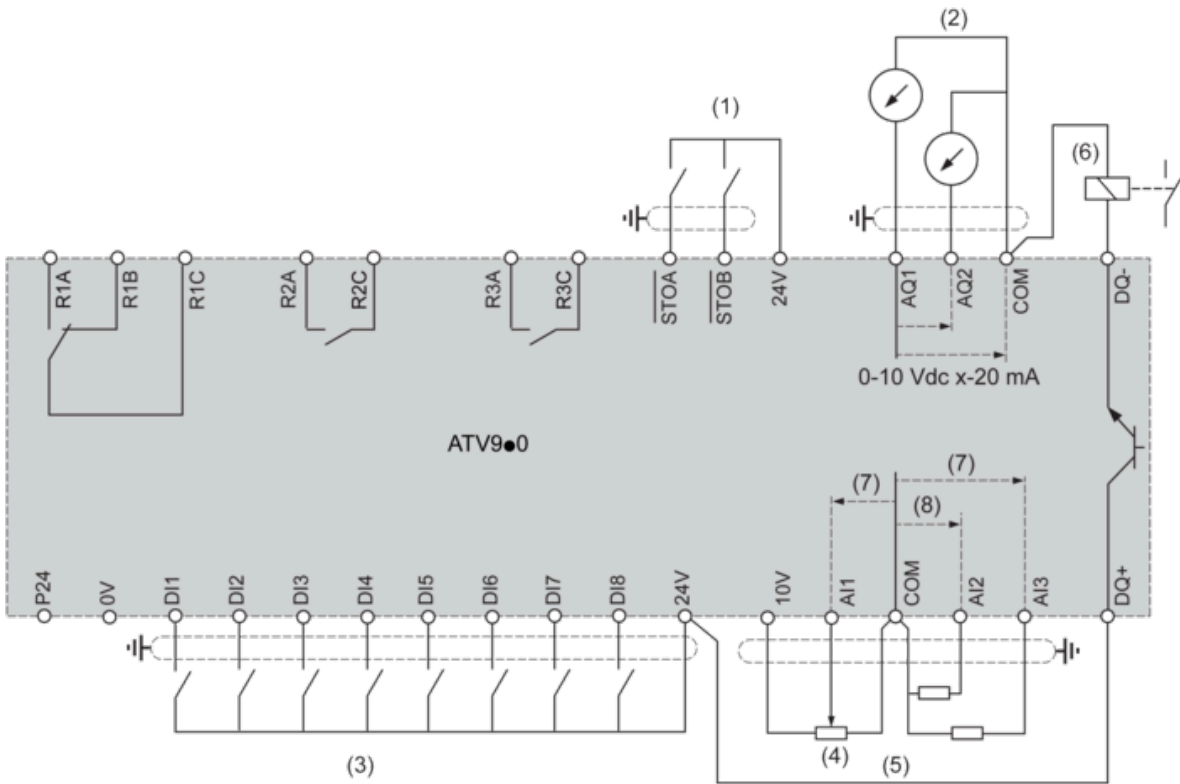 (2)
(1)
(6)
R1A
R1B
R1C
R2A
R2C
R3A
R3C
STOA
STOB
24V
AQ1
AQ2
COM
DQ-
0-10 Vdc x-20 mA
ATV9●0
(7)
(7)
(8)
P24
0V
DI1
DI2
DI3
DI4
DI5
DI6
DI7
DI8
24V
10V
AI1
COM
AI2
AI3
DQ+
(3)
(4)
(5)